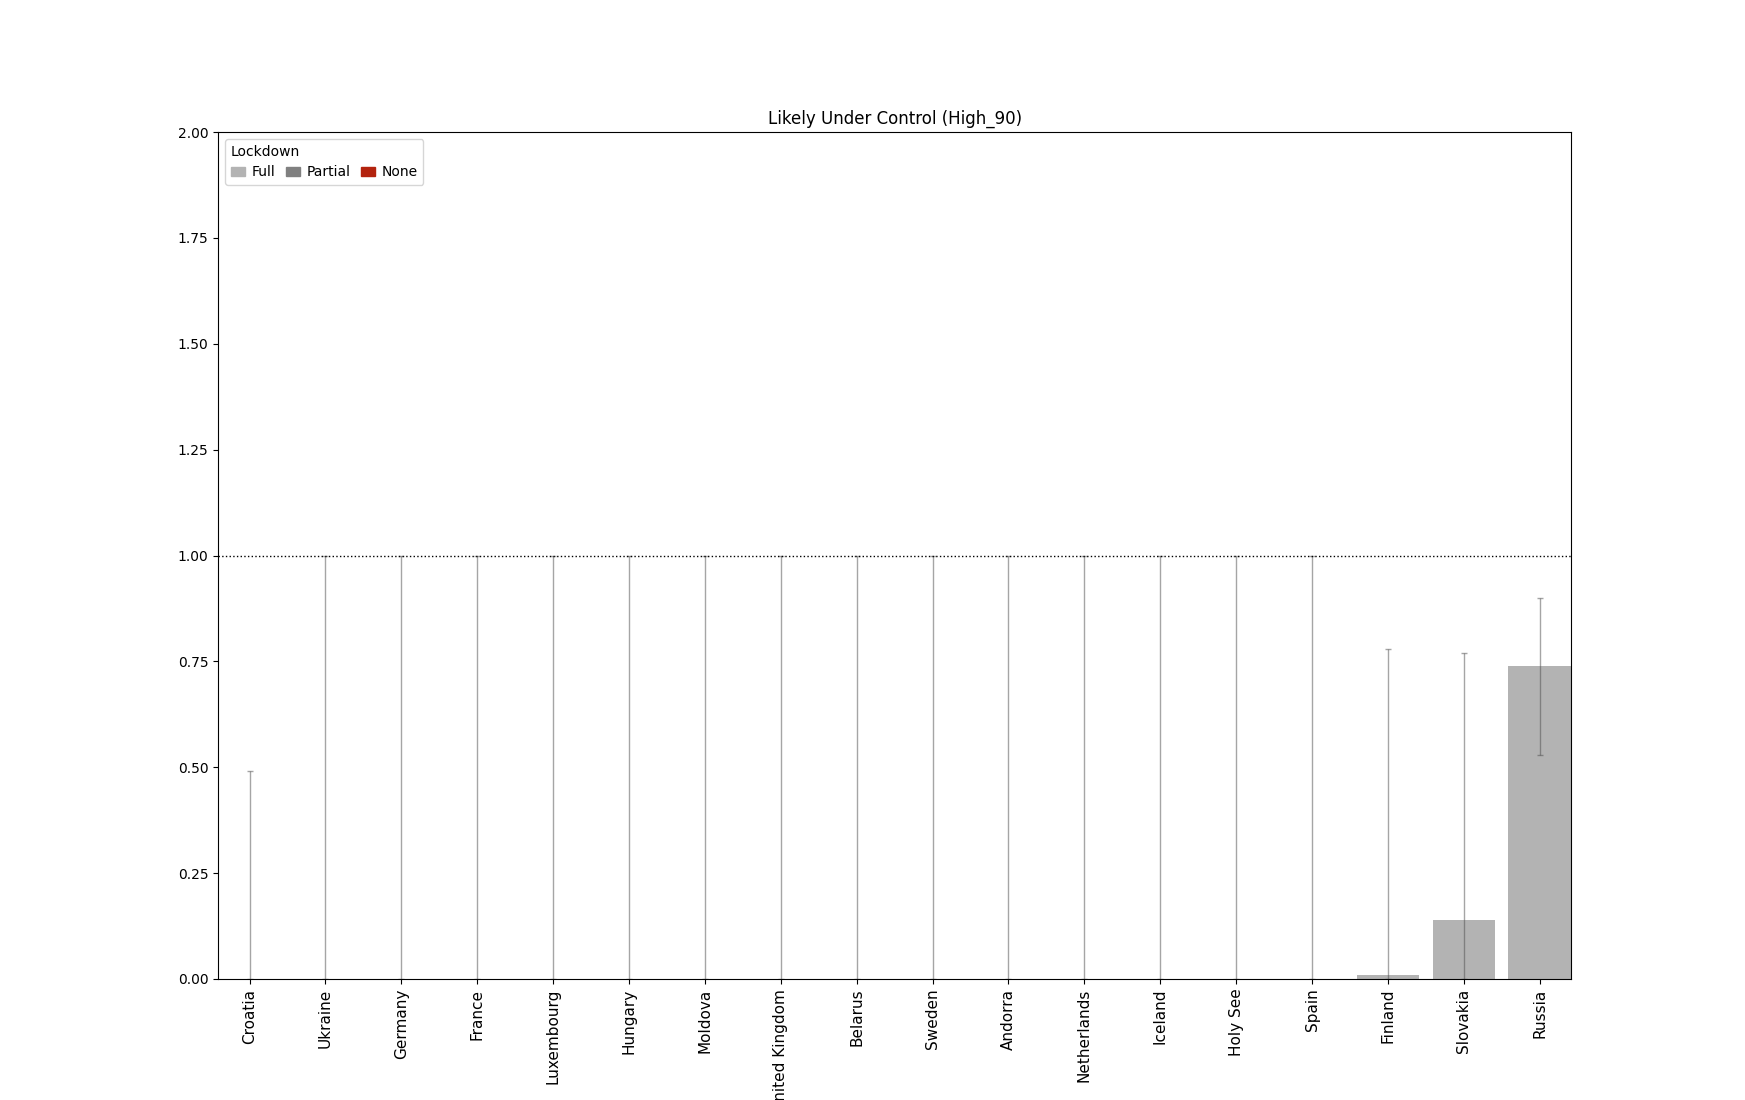 Likely Under Control (High_90)
2.00
Lockdown
Full Partial None
1.75
1.50
1.25
1.00
0.75
0.50
0.25
0.00
Croatia
Ukraine
Germany
France
Luxembourg
Hungary
Moldova
nited Kingdom
Belarus
Sweden
Andorra
Netherlands
Iceland
Holy See
Spain
Finland
Slovakia
Russia